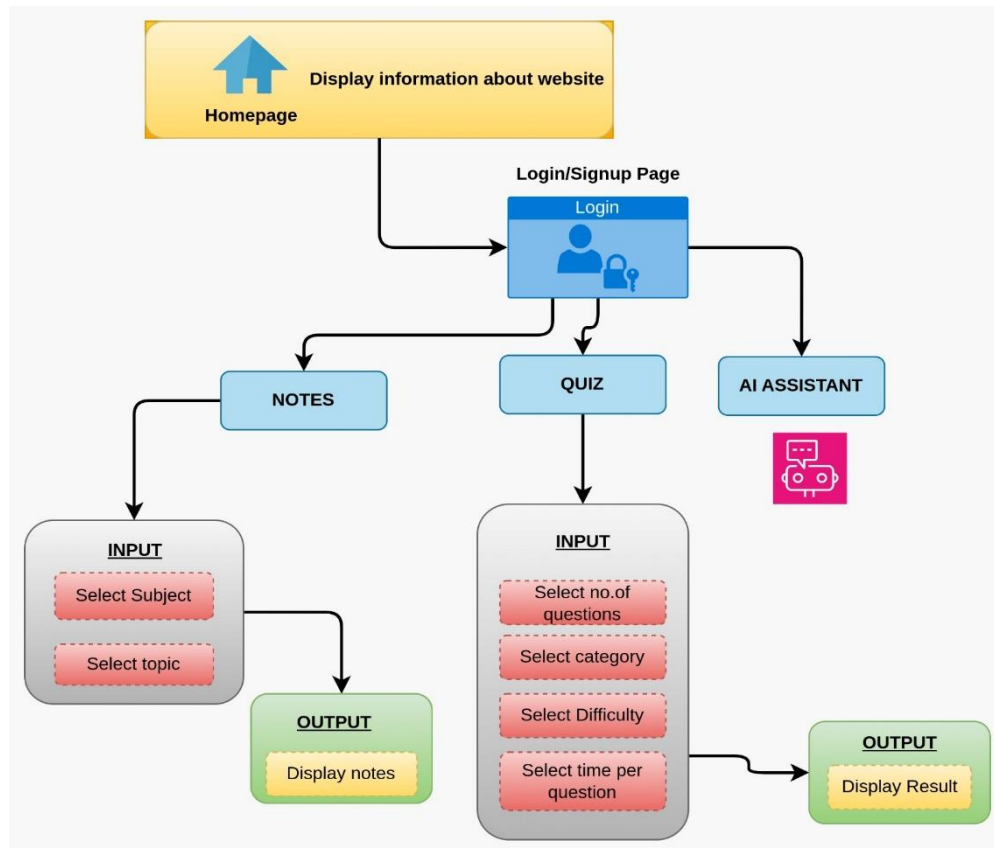 Display information about website
Homepage
Login/Signup Page
Login
NOTES
QUIZ
AI ASSISTANT
INPUT
Select Subject
Select topic
OUTPUT
Display notes
INPUT
Select no.of
questions
Select category
Select Difficulty
Select time per
question
OUTPUT
Display Result